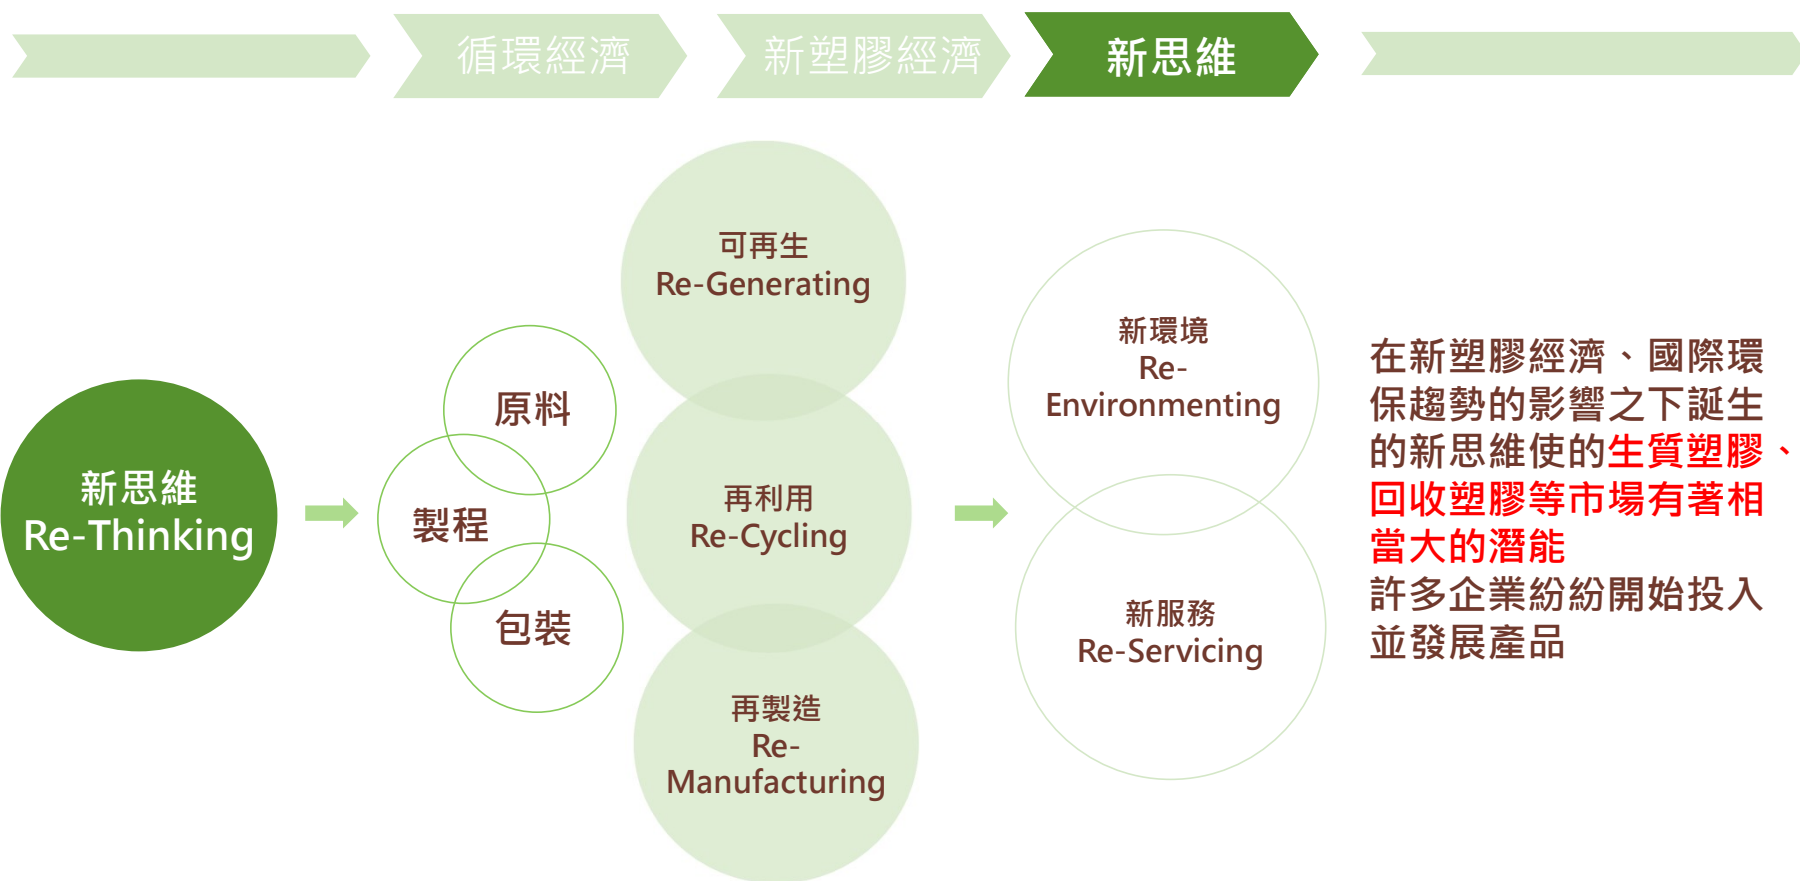 循環經濟
新塑膠經濟
新思維
新思維
Re-Thinking
原料
製程
包裝
可再生
Re-Generating
再利用
Re-Cycling
再製造
Re-
Manufacturing
新環境
Re-
Environmenting
新服務
Re-Servicing
在新塑膠經濟、國際環
保趨勢的影響之下誕生
的新思維使的生質塑膠、
回收塑膠等市場有著相
當大的潛能
許多企業紛紛開始投入
並發展產品